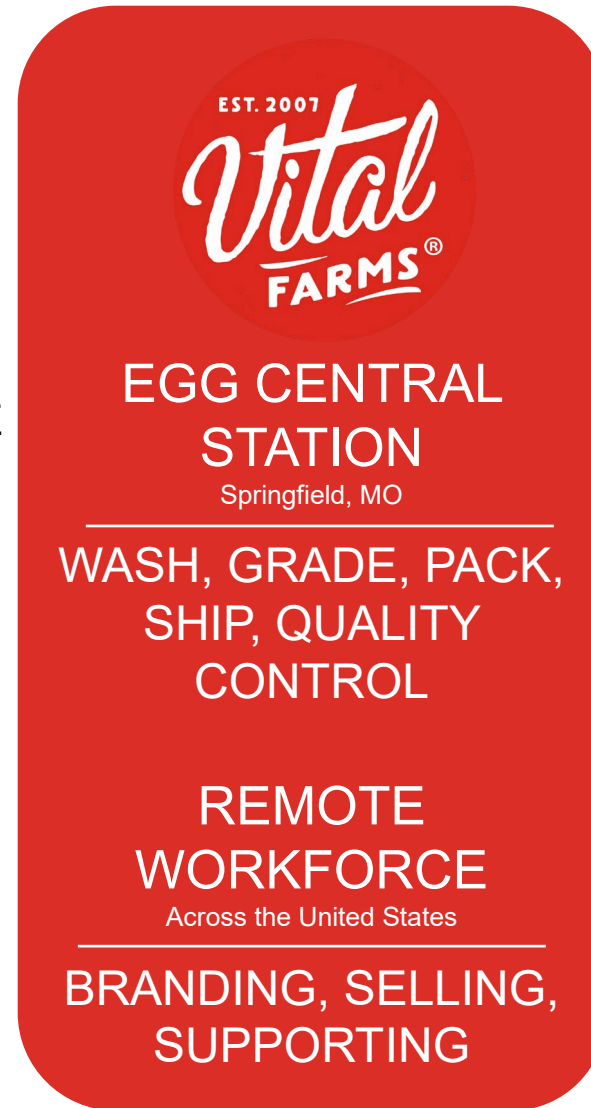 EST. 2007
Vital
FARMS®
EGG CENTRAL
STATION
Springfield, MO
WASH, GRADE, PACK,
SHIP, QUALITY
CONTROL
REMOTE
WORKFORCE
Across the United States
BRANDING, SELLING,
SUPPORTING